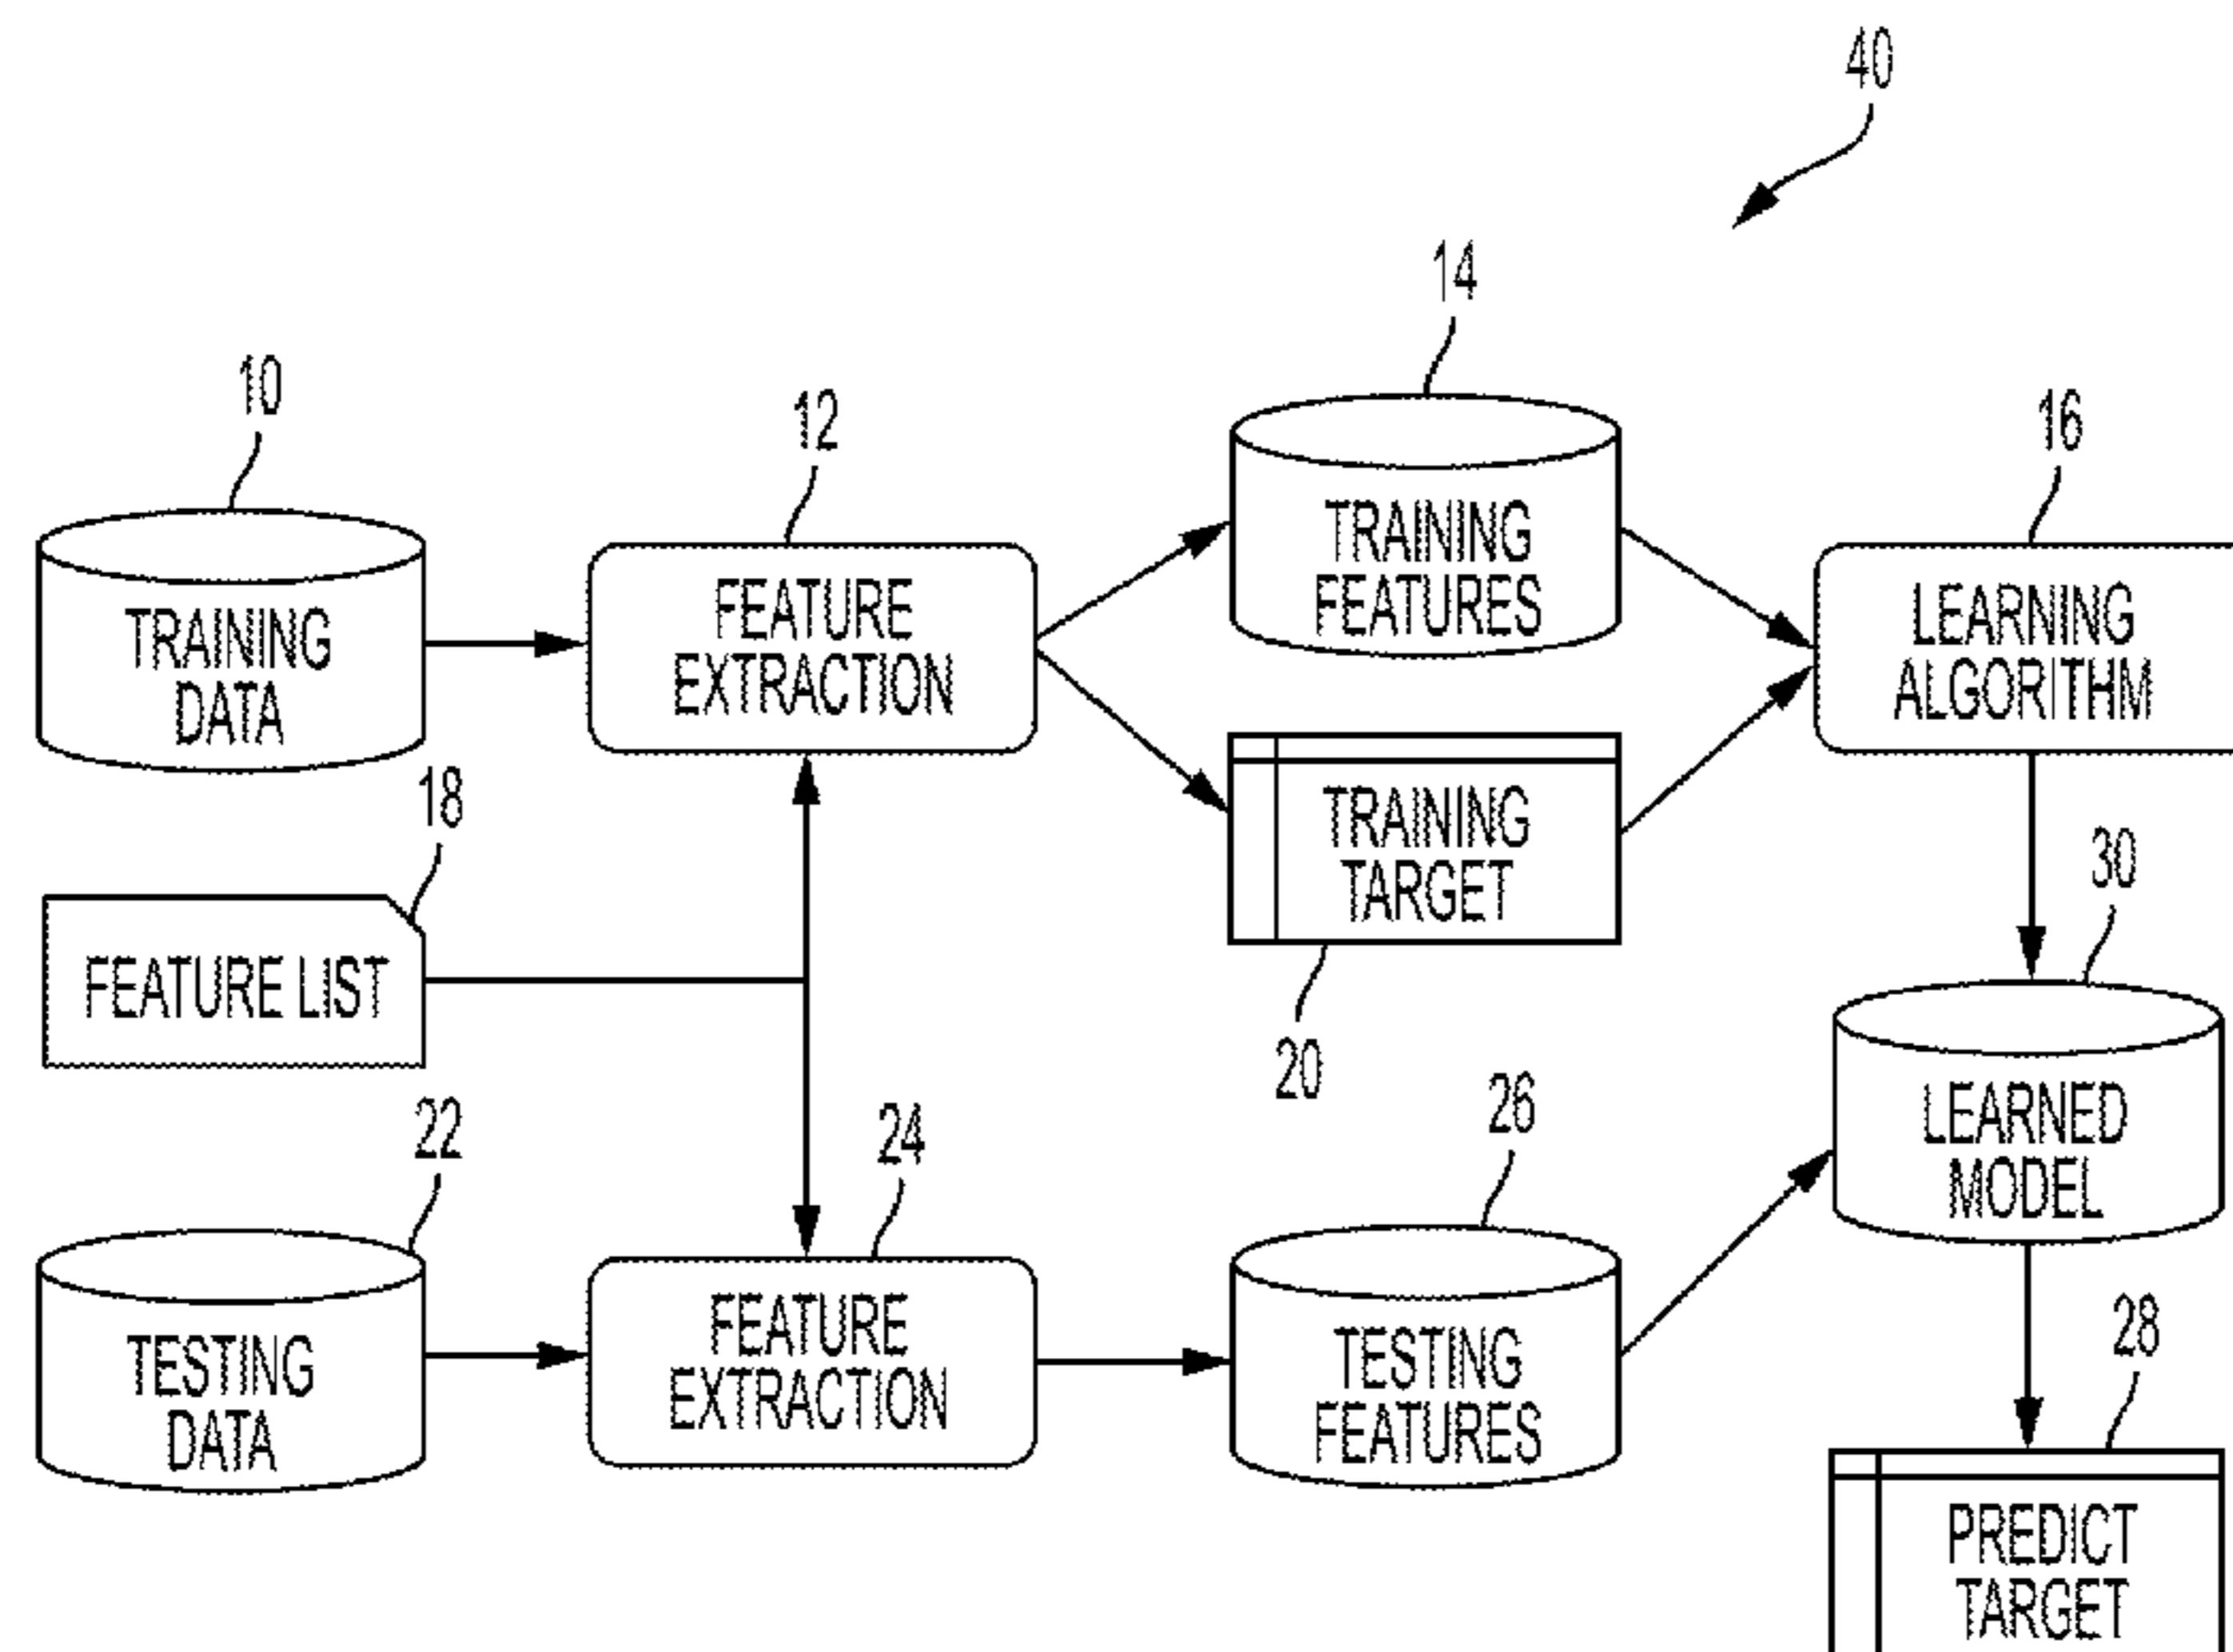 40
14
10
12
16
TRAINING
DATA
FEATURE
EXTRACTION
TRAINING
FEATURES
LEARNING
ALGORITHM
18
TRAINING
TARGET
30
FEATURE LIST
20
22
24
26
LEARNED
MODEL
TESTING
DATA
FEATURE
EXTRACTION
TESTING
FEATURES
28
PREDICT
TARGET